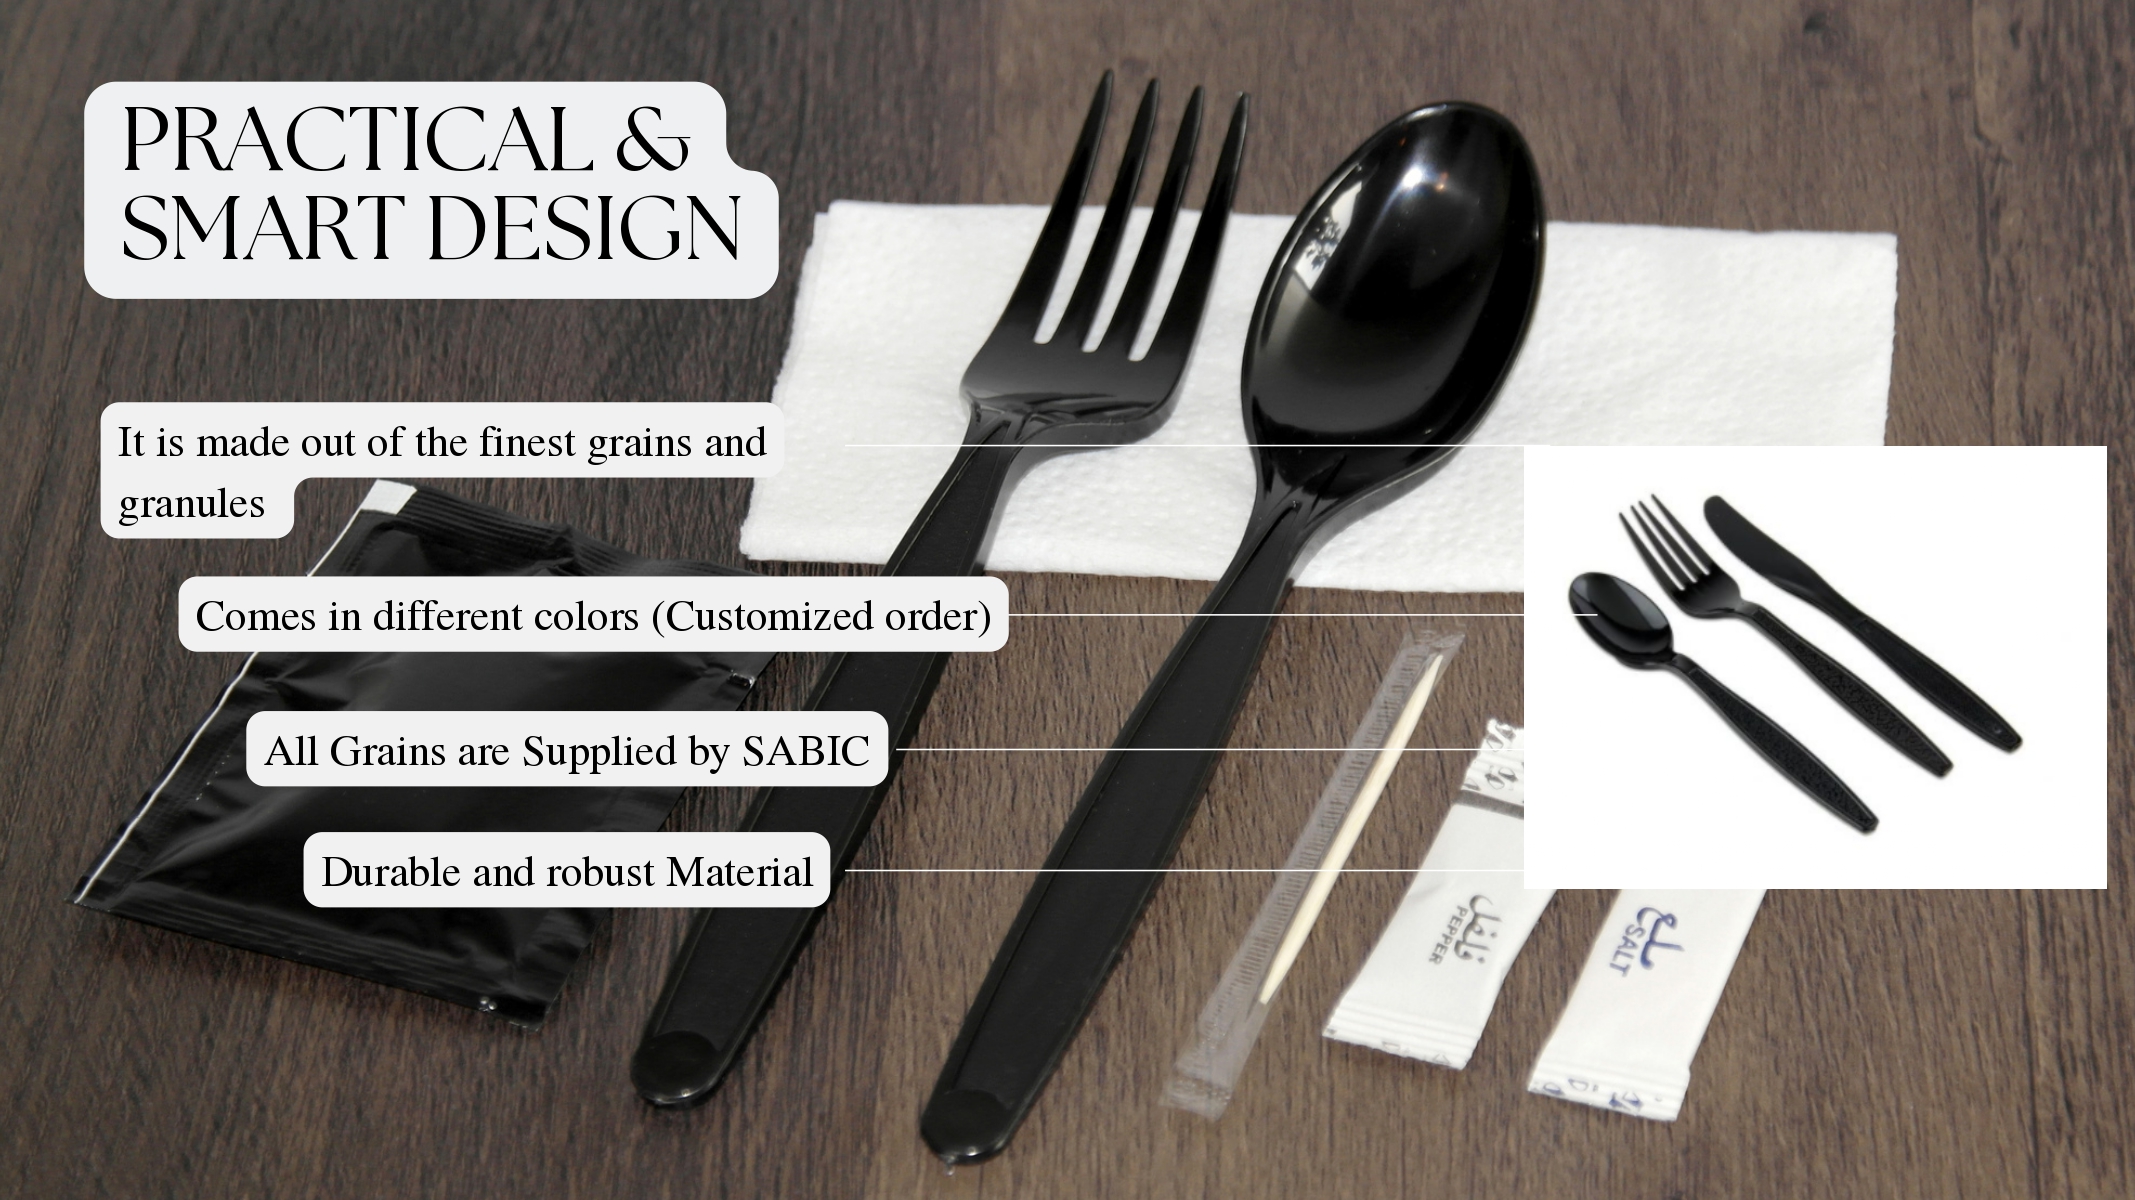 PRACTICAL &
SMART DESIGN
It is made out of the finest grains and
granules
Comes in different colors (Customized order)
All Grains are Supplied by SABIC
Durable and robust Material
فلفل
PEPPER
ملح
SALT